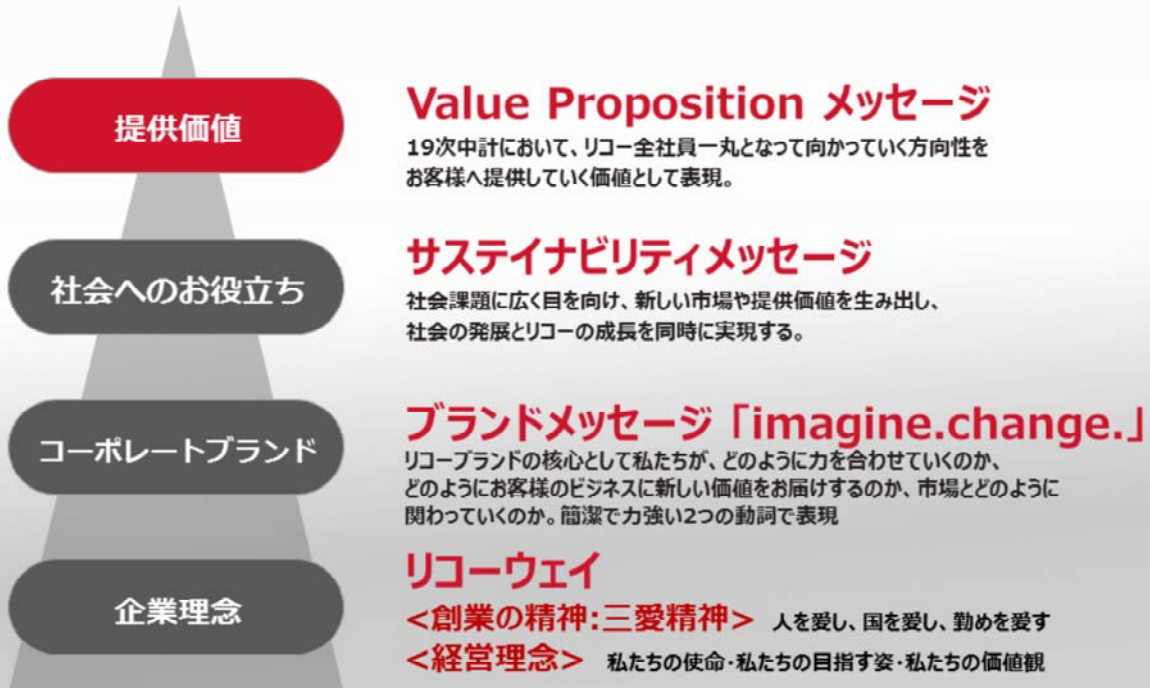 提供価値
Value Proposition メッセージ
19次中計において、リコー全社員一丸となって向かっていく方向性を
お客様へ提供していく価値として表現。
社会へのお役立ち
サステイナビリティメッセージ
社会課題に広く目を向け、新しい市場や提供価値を生み出し、
社会の発展とリコーの成長を同時に実現する。
コーポレートブランド
ブランドメッセージ「imagine.change.」
リコーブランドの核心として私たちが、どのように力を合わせていくのか、
どのようにお客様のビジネスに新しい価値をお届けするのか、市場とどのように
関わっていくのか。簡潔で力強い2つの動詞で表現
企業理念
リコーウェイ
<創業の精神:三愛精神> 人を愛し、国を愛し、勤めを愛す
<経営理念> 私たちの使命・私たちの目指す姿・私たちの価値観